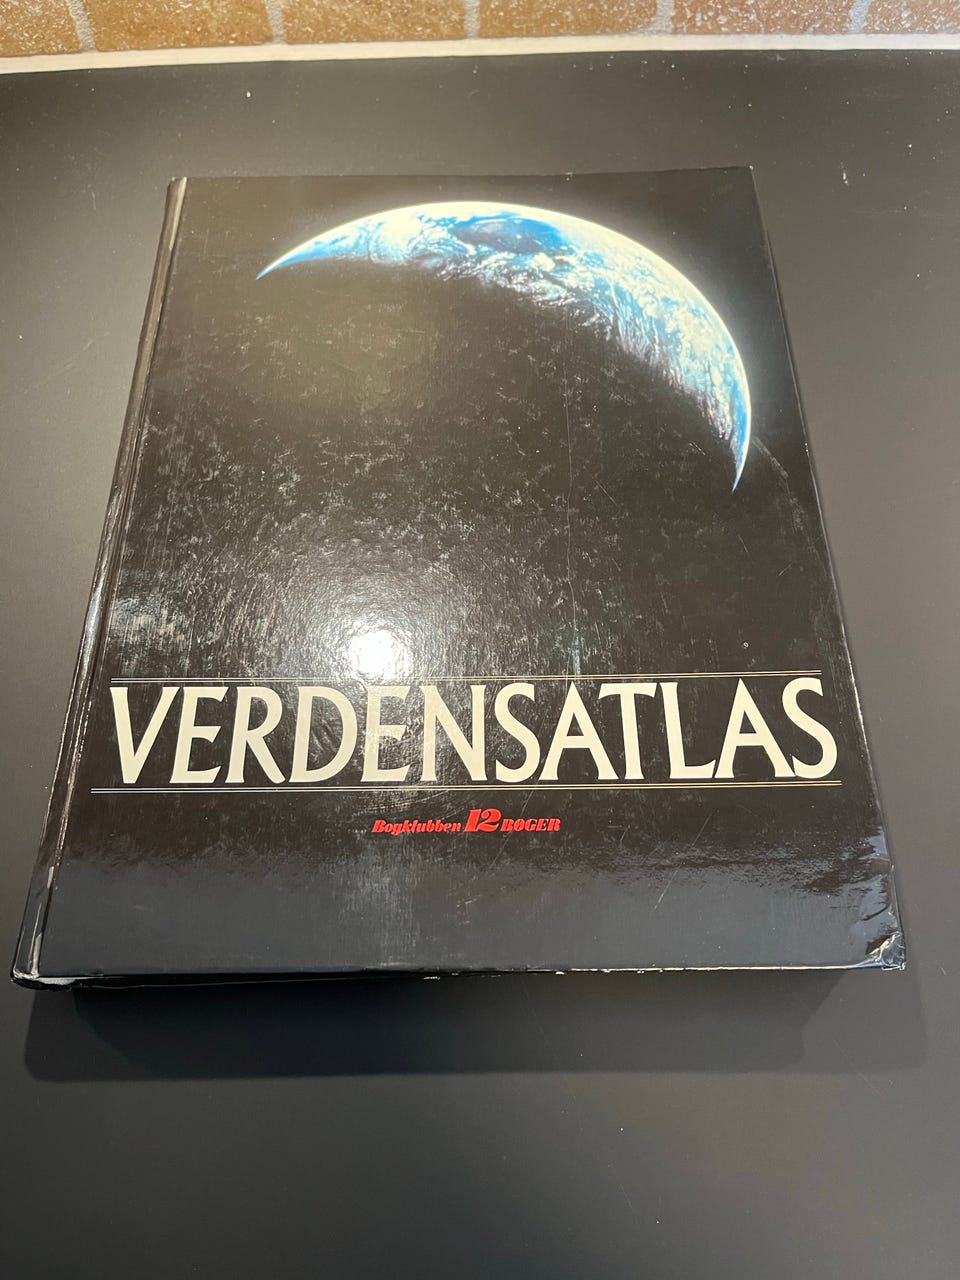 VERDENSATLAS
Bogklubben 12 BØGER